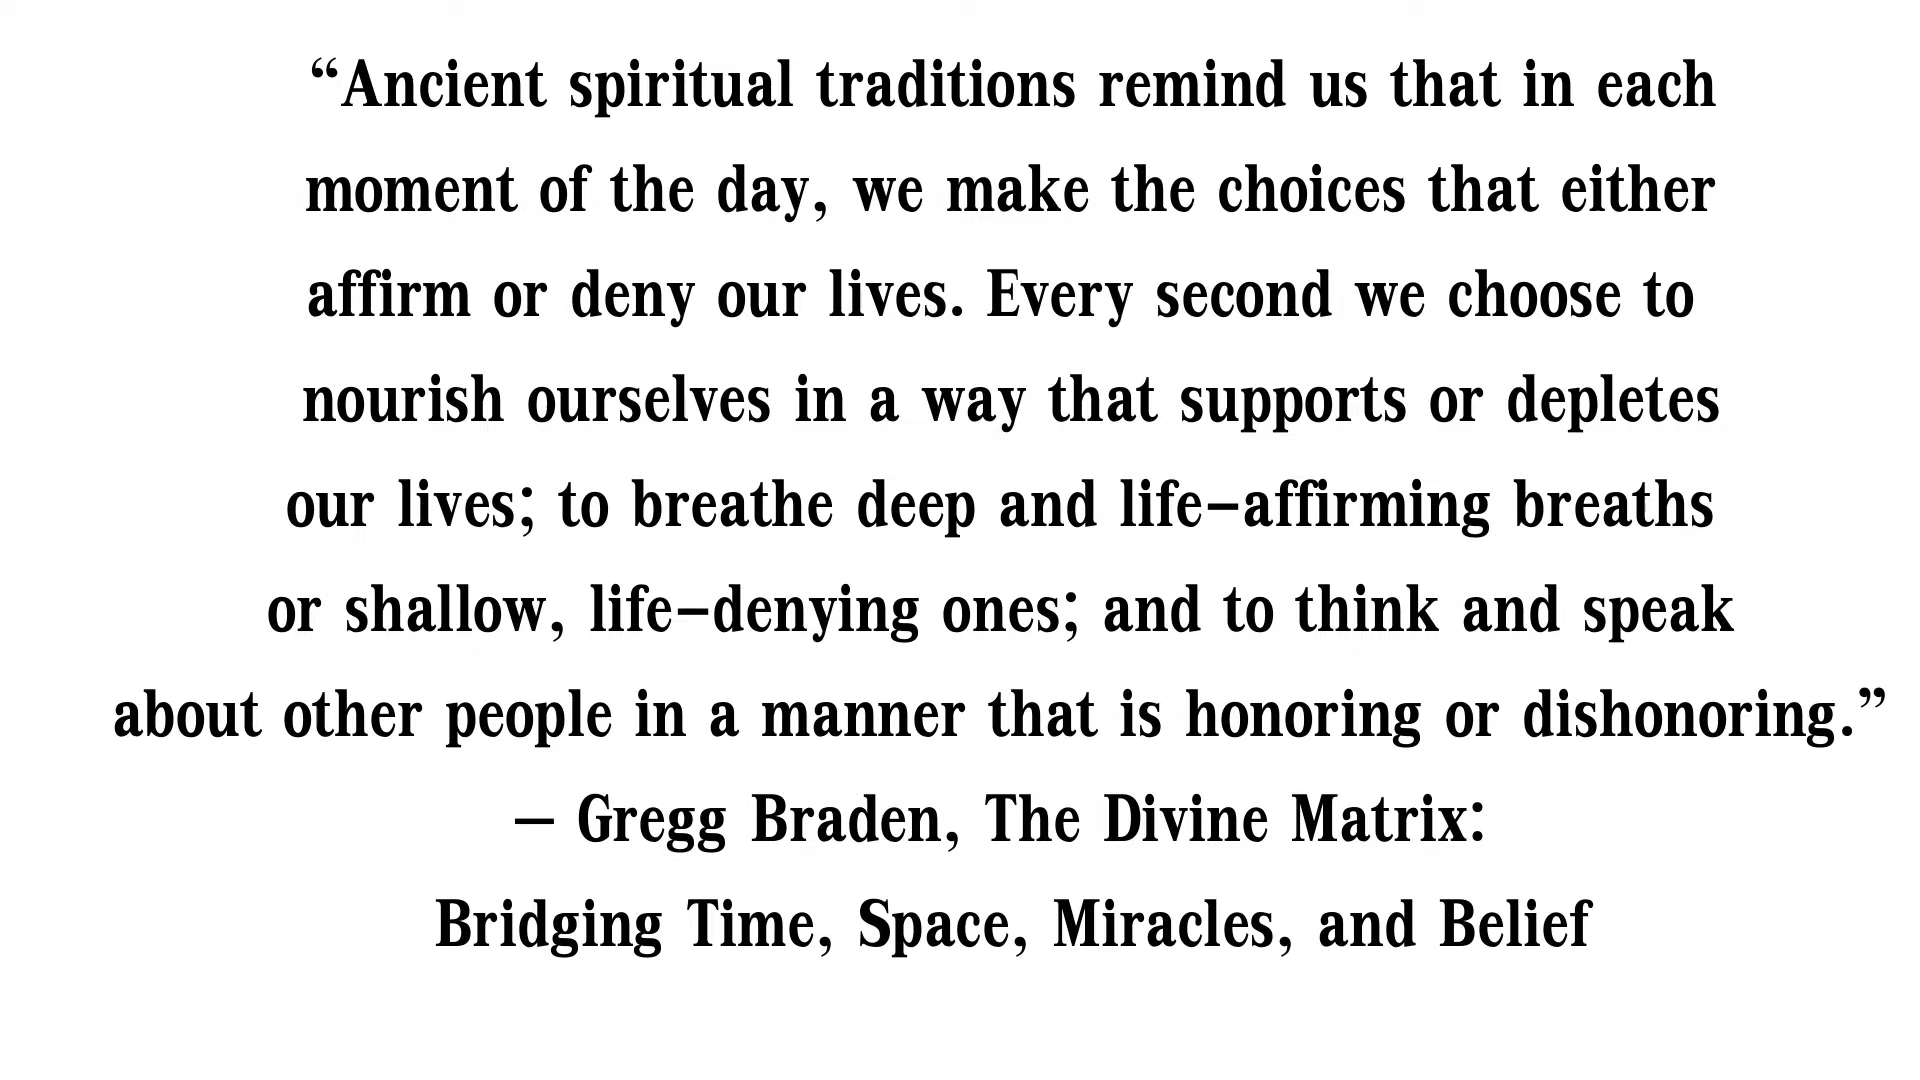 “Ancient spiritual traditions remind us that in each
moment of the day, we make the choices that either
affirm or deny our lives. Every second we choose to
nourish ourselves in a way that supports or depletes
our lives; to breathe deep and life–affirming breaths
or shallow, life–denying ones; and to think and speak
about other people in a manner that is honoring or dishonoring.”
— Gregg Braden, The Divine Matrix:
Bridging Time, Space, Miracles, and Belief